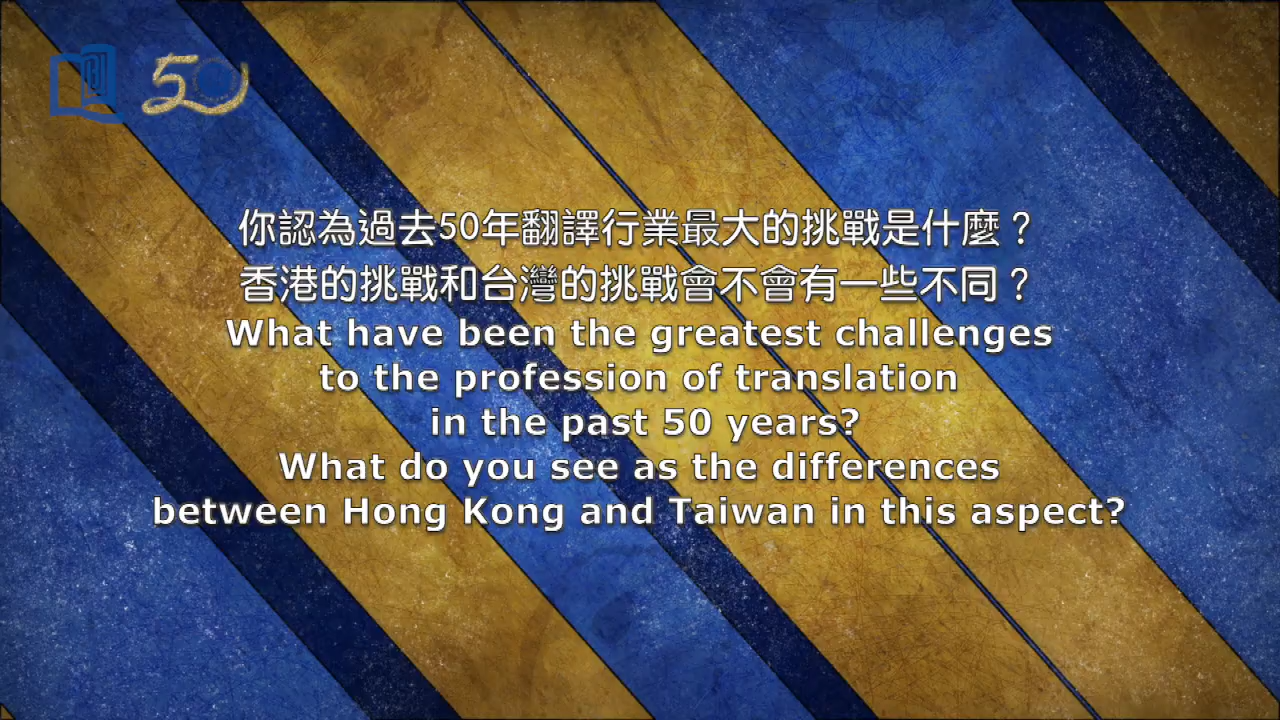 50
你認為過去50年翻譯行業最大的挑戰是什麼？
香港的挑戰和台灣的挑戰會不會有一些不同？
What have been the greatest challenges
to the profession of translation
in the past 50 years?
What do you see as the differences
between Hong Kong and Taiwan in this aspect?